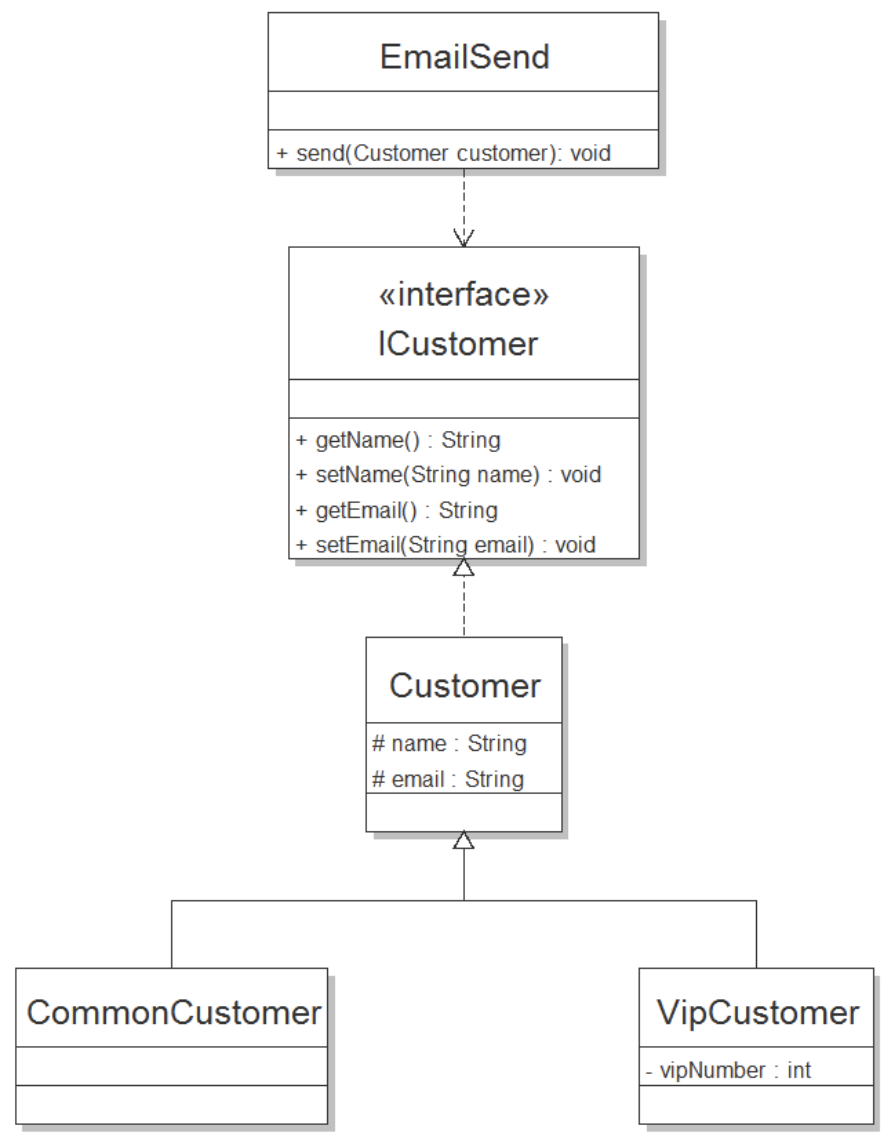 EmailSend
+ send(Customer customer): void
«interface»
ICustomer
+ getName() : String
+ setName(String name) : void
+ getEmail() : String
+ setEmail(String email) : void
Customer
# name : String
# email : String
CommonCustomer
VipCustomer
- vipNumber : int